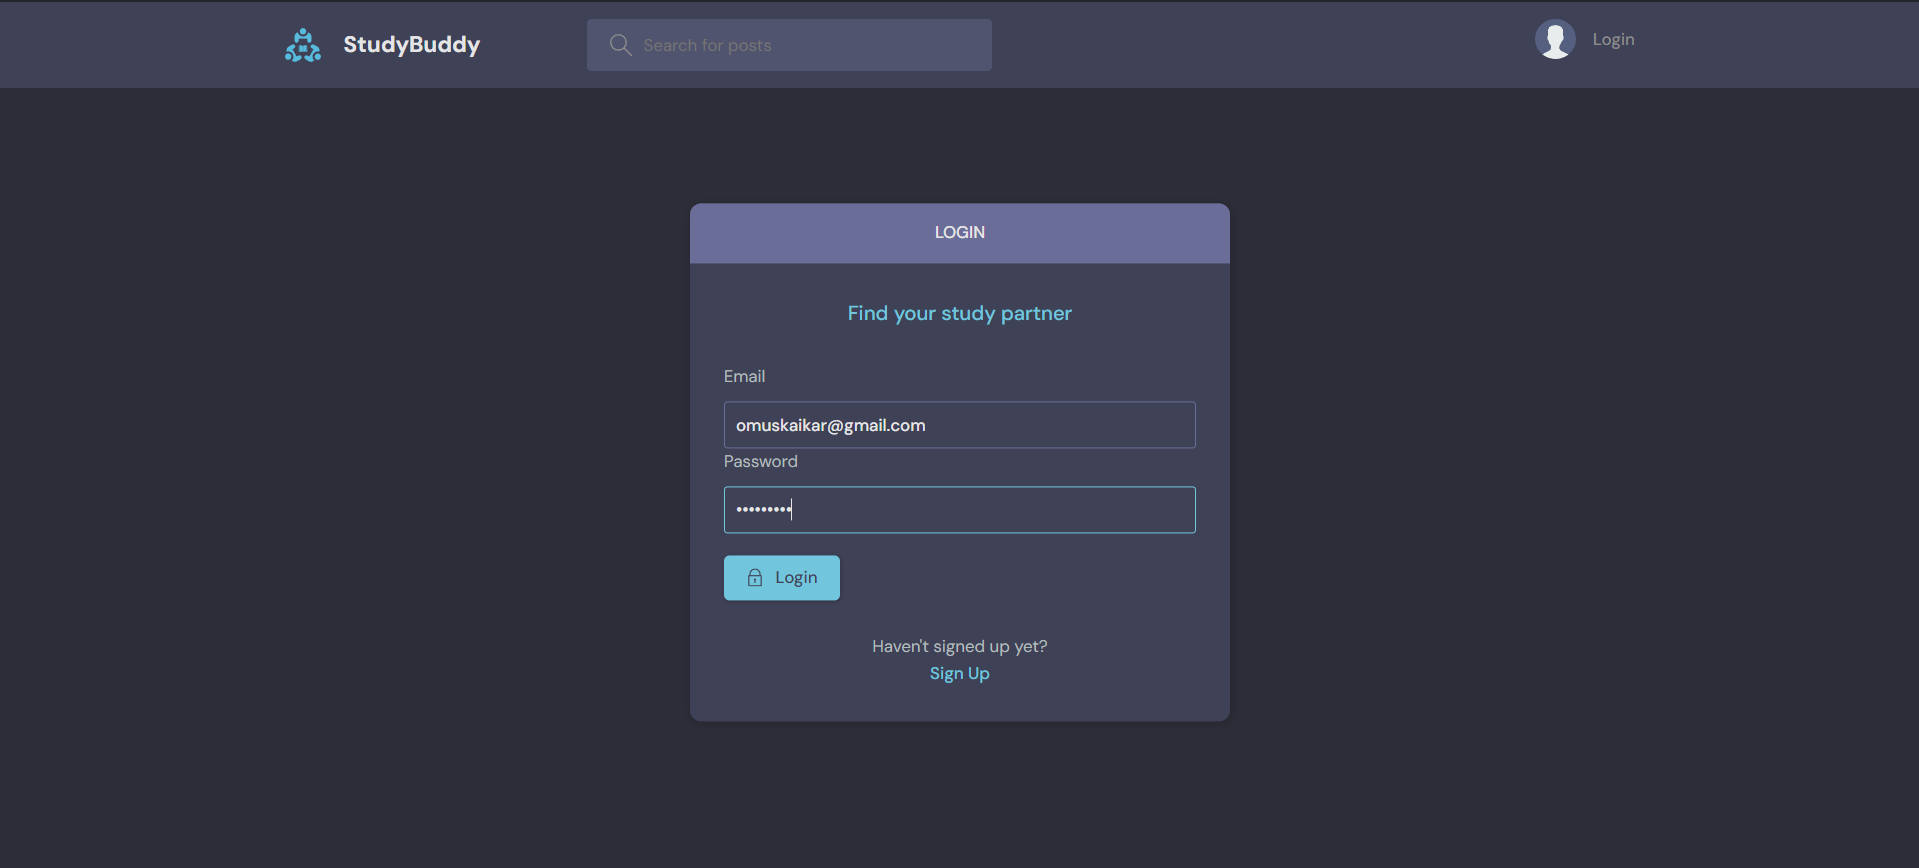 StudyBuddy
Search for posts
Login
LOGIN
Find your study partner
Email
omuskaikar@gmail.com
Password
•••••••••
Login
Haven't signed up yet?
Sign Up